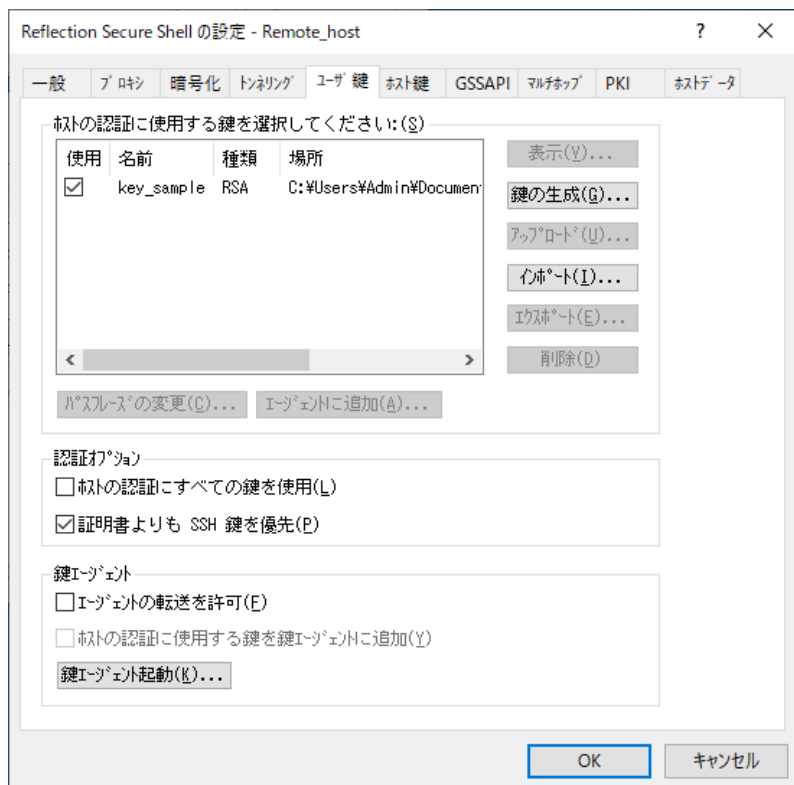 Reflection Secure Shell の設定 - Remote_host ? ×
一般 プロキシ 暗号化 トンネリング ユーザ鍵 ホスト鍵 GSSAPI マルチホップ PKI ホストデータ
ホストの認証に使用する鍵を選択してください:(S)
使用 名前 種類 場所
key_sample RSA C:¥Users¥Admin¥Documen
表示(V)...
鍵の生成(G)...
アップロード(U)...
インポート(I)...
エクスポート(E)...
削除(D)
パスフレーズの変更(C)... エージェントに追加(A)...
認証オプション
ホストの認証にすべての鍵を使用(L)
証明書よりも SSH 鍵を優先(P)
鍵エージェント
エージェントの転送を許可(F)
ホストの認証に使用する鍵を鍵エージェントに追加(Y)
鍵エージェント起動(K)...
OK キャンセル